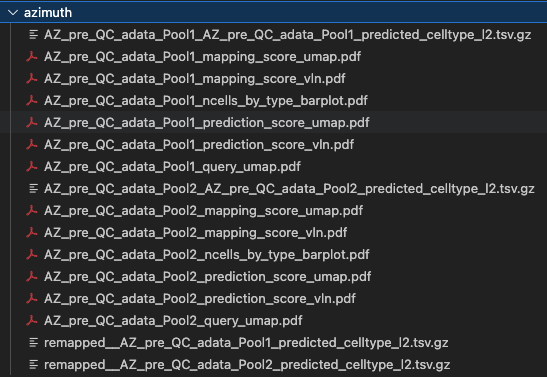 azimuth
AZ_pre_QC_adata_Pool1_AZ_pre_QC_adata_Pool1_predicted_celltype_l2.tsv.gz
AZ_pre_QC_adata_Pool1_mapping_score_umap.pdf
AZ_pre_QC_adata_Pool1_mapping_score_vln.pdf
AZ_pre_QC_adata_Pool1_ncells_by_type_barplot.pdf
AZ_pre_QC_adata_Pool1_prediction_score_umap.pdf
AZ_pre_QC_adata_Pool1_prediction_score_vln.pdf
AZ_pre_QC_adata_Pool1_query_umap.pdf
AZ_pre_QC_adata_Pool2_AZ_pre_QC_adata_Pool2_predicted_celltype_l2.tsv.gz
AZ_pre_QC_adata_Pool2_mapping_score_umap.pdf
AZ_pre_QC_adata_Pool2_mapping_score_vln.pdf
AZ_pre_QC_adata_Pool2_ncells_by_type_barplot.pdf
AZ_pre_QC_adata_Pool2_prediction_score_umap.pdf
AZ_pre_QC_adata_Pool2_prediction_score_vln.pdf
AZ_pre_QC_adata_Pool2_query_umap.pdf
remapped__AZ_pre_QC_adata_Pool1_predicted_celltype_l2.tsv.gz
remapped__AZ_pre_QC_adata_Pool2_predicted_celltype_l2.tsv.gz